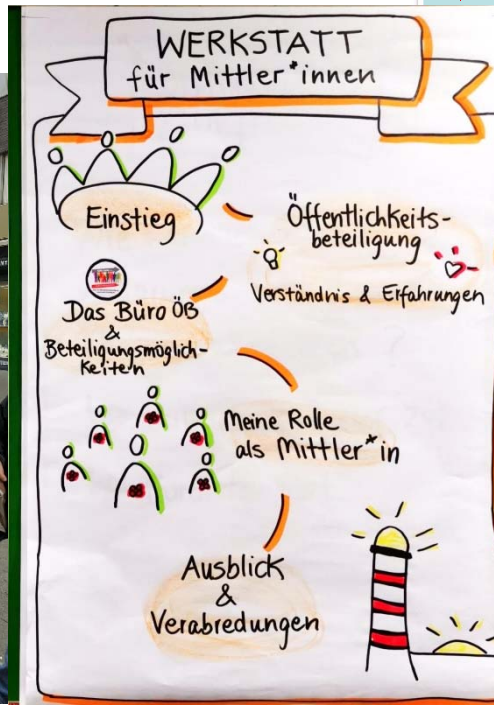 WERKSTATT
für Mittler*innen
Einstieg
Öffentlichkeits-
beteiligung
Verständnis & Erfahrungen
Das Büro ÖB
&
Beteiligungsmöglich-
keiten
Meine Rolle
als Mittler*in
Ausblick
&
Verabredungen